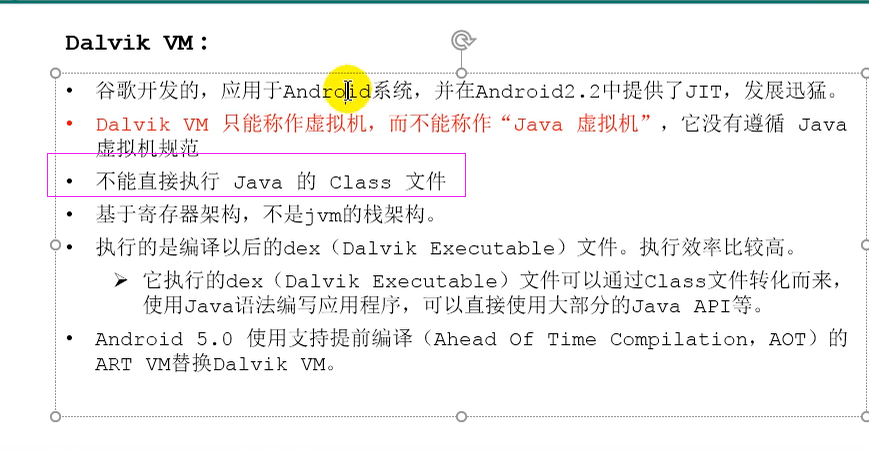 Dalvik VM：
• 谷歌开发的，应用于Android系统，并在Android2.2中提供了JIT，发展迅猛。
• Dalvik VM 只能称作虚拟机，而不能称作“Java 虚拟机”，它没有遵循 Java
虚拟机规范
• 不能直接执行 Java 的 Class 文件
• 基于寄存器架构，不是jvm的栈架构。
• 执行的是编译以后的dex（Dalvik Executable）文件。执行效率比较高。
➢ 它执行的dex（Dalvik Executable）文件可以通过Class文件转化而来，
使用Java语法编写应用程序，可以直接使用大部分的Java API等。
• Android 5.0 使用支持提前编译（Ahead Of Time Compilation，AOT）的
ART VM替换Dalvik VM。